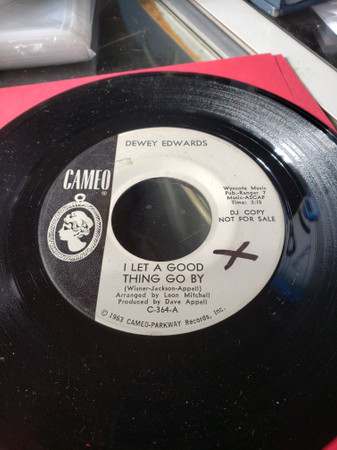 DEWEY EDWARDS
CAMEO
®
Wyncote Music
Pub.-Ranger 7
Music-ASCAP
Time: 3:15
DJ COPY
NOT FOR SALE
I LET A GOOD
THING GO BY
(Wisner-Jackson-Appell)
Arranged by Leon Mitchell
Produced by Dave Appell
C-364-A
© 1963 CAMEO-PARKWAY Records, Inc.